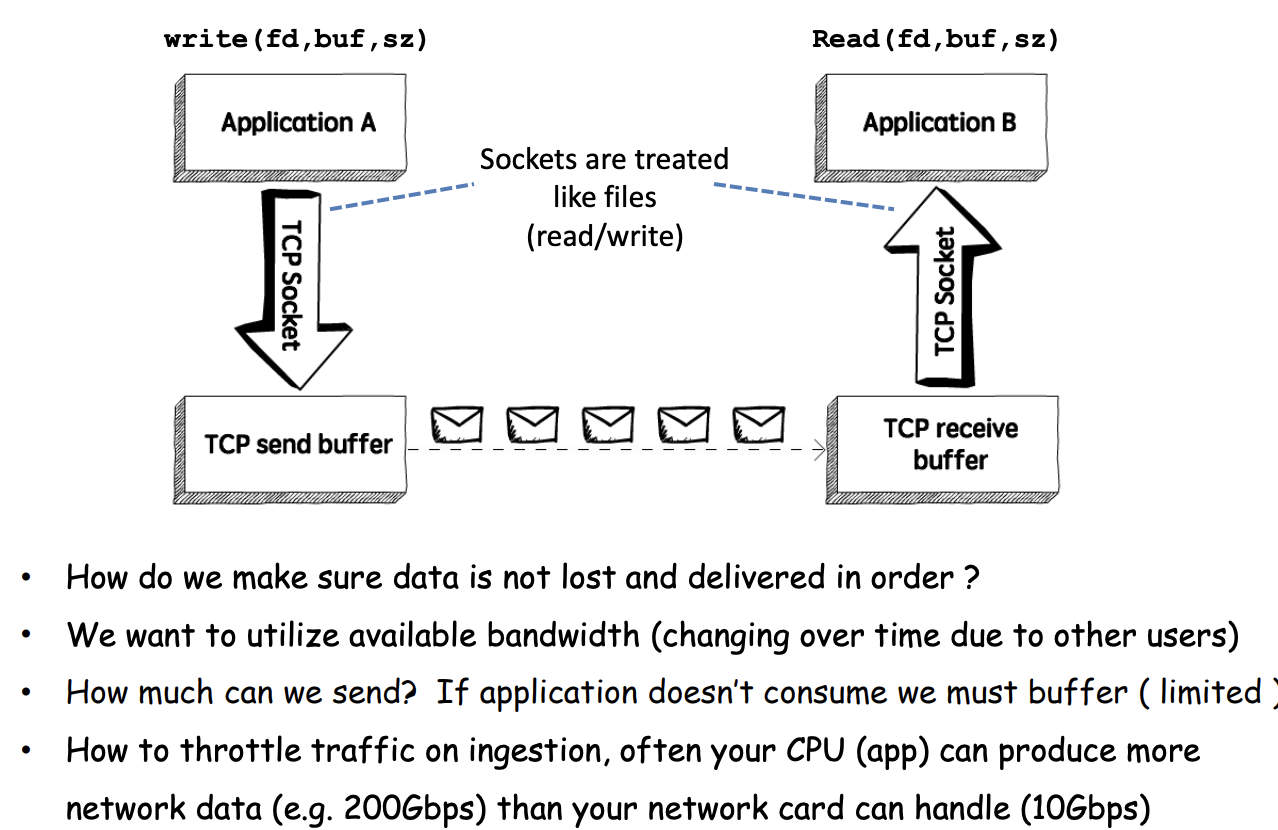 write(fd,buf,sz)
Read(fd,buf,sz)
Application A
Application B
Sockets are treated
like files
(read/write)
TCP Socket
TCP Socket
TCP send buffer
TCP receive
buffer
• How do we make sure data is not lost and delivered in order ?
• We want to utilize available bandwidth (changing over time due to other users)
• How much can we send?  If application doesn't consume we must buffer ( limited )
• How to throttle traffic on ingestion, often your CPU (app) can produce more
network data (e.g. 200Gbps) than your network card can handle (10Gbps)